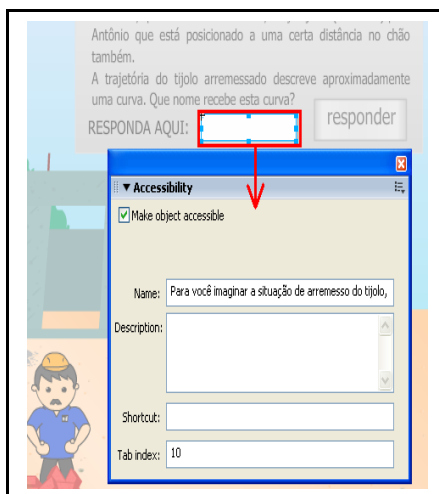 Antônio que está posicionado a uma certa distância no chão
também.
A trajetória do tijolo arremessado descreve aproximadamente
uma curva. Que nome recebe esta curva?
RESPONDA AQUI:
responder
Accessibility
Make object accessible
Name: Para você imaginar a situação de arremesso do tijolo,
Description:
Shortcut:
Tab index: 10